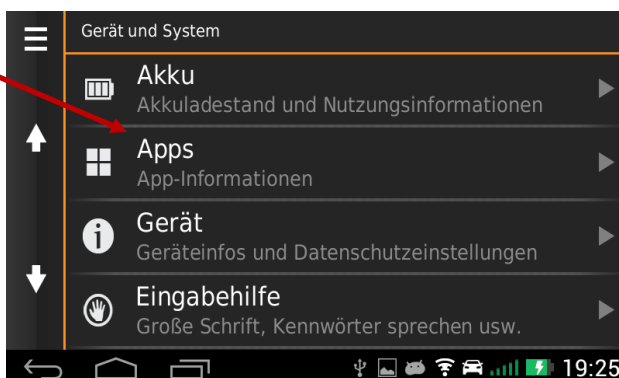 Gerät und System
Akku
Akkuladestand und Nutzungsinformationen
Apps
App-Informationen
Gerät
Geräteinfos und Datenschutzeinstellungen
Eingabehilfe
Große Schrift, Kennwörter sprechen usw.
19:25